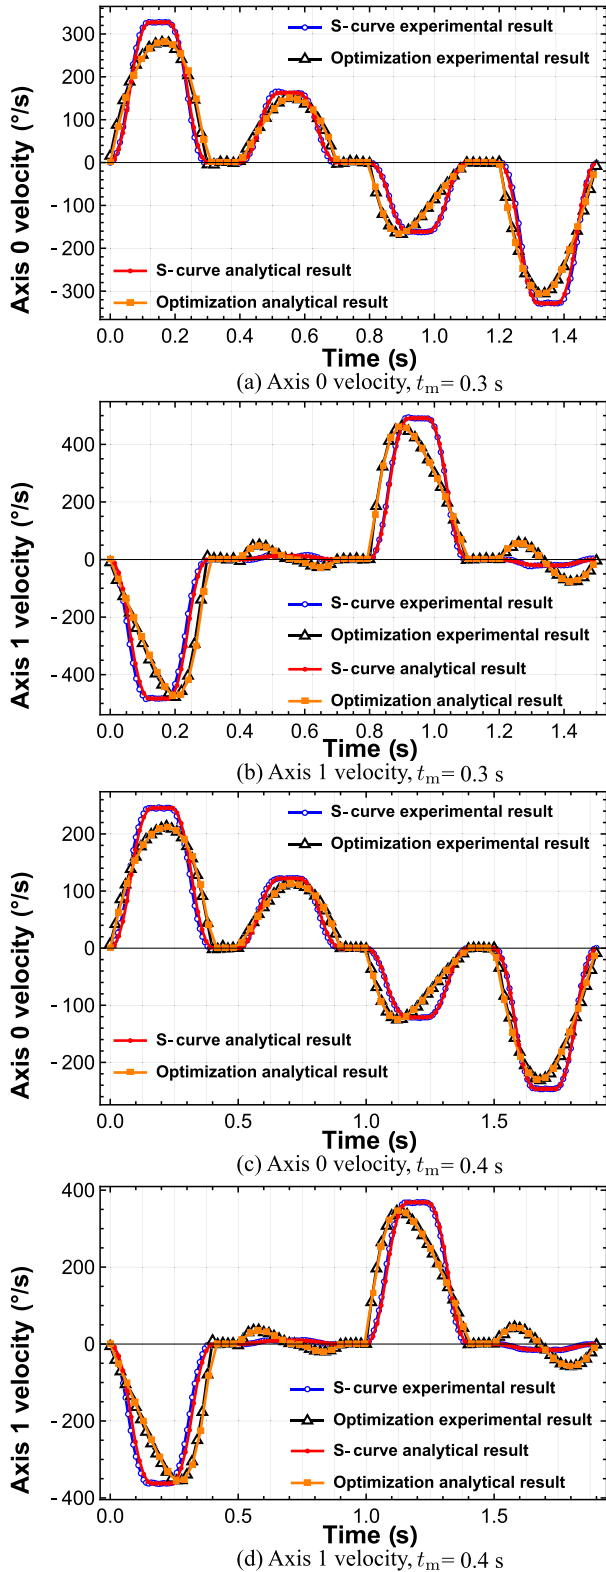 S-curve experimental result
Optimization experimental result
300
200
100
0
-100
-200
-300
Axis 0 velocity (°/s)
S-curve analytical result
Optimization analytical result
0.0 0.2 0.4 0.6 0.8 1.0 1.2 1.4
Time (s)
(a) Axis 0 velocity, tm = 0.3 s
400
200
0
-200
-400
Axis 1 velocity (°/s)
S-curve experimental result
Optimization experimental result
S-curve analytical result
Optimization analytical result
0.0 0.2 0.4 0.6 0.8 1.0 1.2 1.4
Time (s)
(b) Axis 1 velocity, tm = 0.3 s
S-curve experimental result
Optimization experimental result
200
100
0
-100
-200
Axis 0 velocity (°/s)
S-curve analytical result
Optimization analytical result
0.0 0.5 1.0 1.5
Time (s)
(c) Axis 0 velocity, tm = 0.4 s
400
200
0
-200
-400
Axis 1 velocity (°/s)
S-curve experimental result
Optimization experimental result
S-curve analytical result
Optimization analytical result
0.0 0.5 1.0 1.5
Time (s)
(d) Axis 1 velocity, tm = 0.4 s